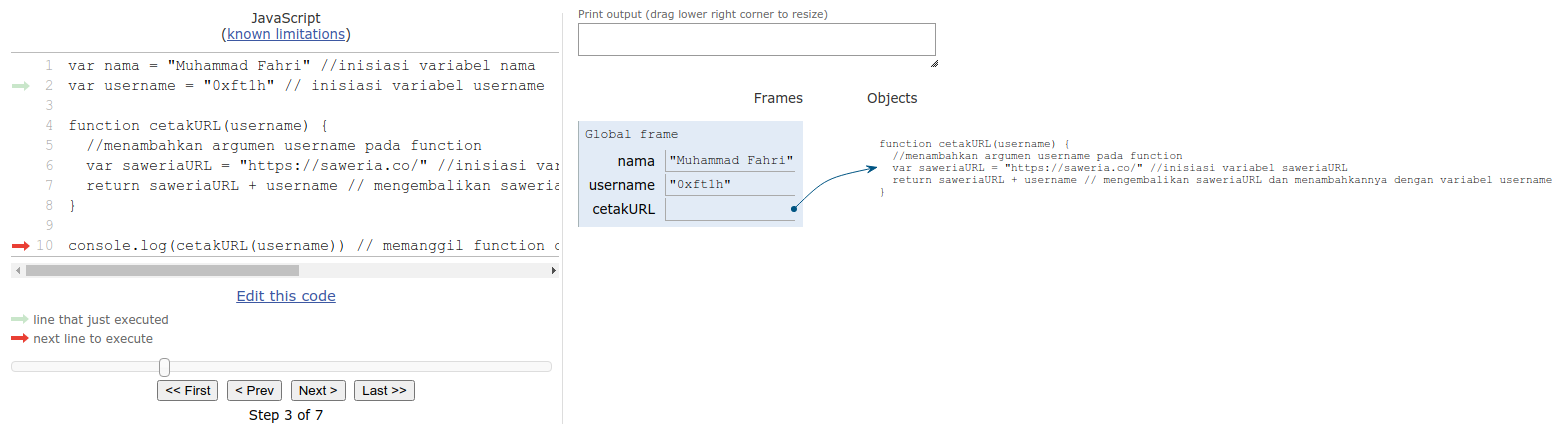 JavaScript
(known limitations)
1 var nama = "Muhammad Fahri" //inisiasi variabel nama
2 var username = "0xft1h" // inisiasi variabel username
3
4 function cetakURL(username) {
5 //menambahkan argumen username pada function
6 var saweriaURL = "https://saweria.co/" //inisiasi var
7 return saweriaURL + username // mengembalikan saweria
8 }
9
10 console.log(cetakURL(username)) // memanggil function c
Edit this code
line that just executed
next line to execute
<< First < Prev Next > Last >>
Step 3 of 7
Print output (drag lower right corner to resize)
Frames Objects
Global frame
nama "Muhammad Fahri"
username "0xft1h"
cetakURL
function cetakURL(username) {
//menambahkan argumen username pada function
var saweriaURL = "https://saweria.co/" //inisiasi variabel saweriaURL
return saweriaURL + username // mengembalikan saweriaURL dan menambahkannya dengan variabel username
}